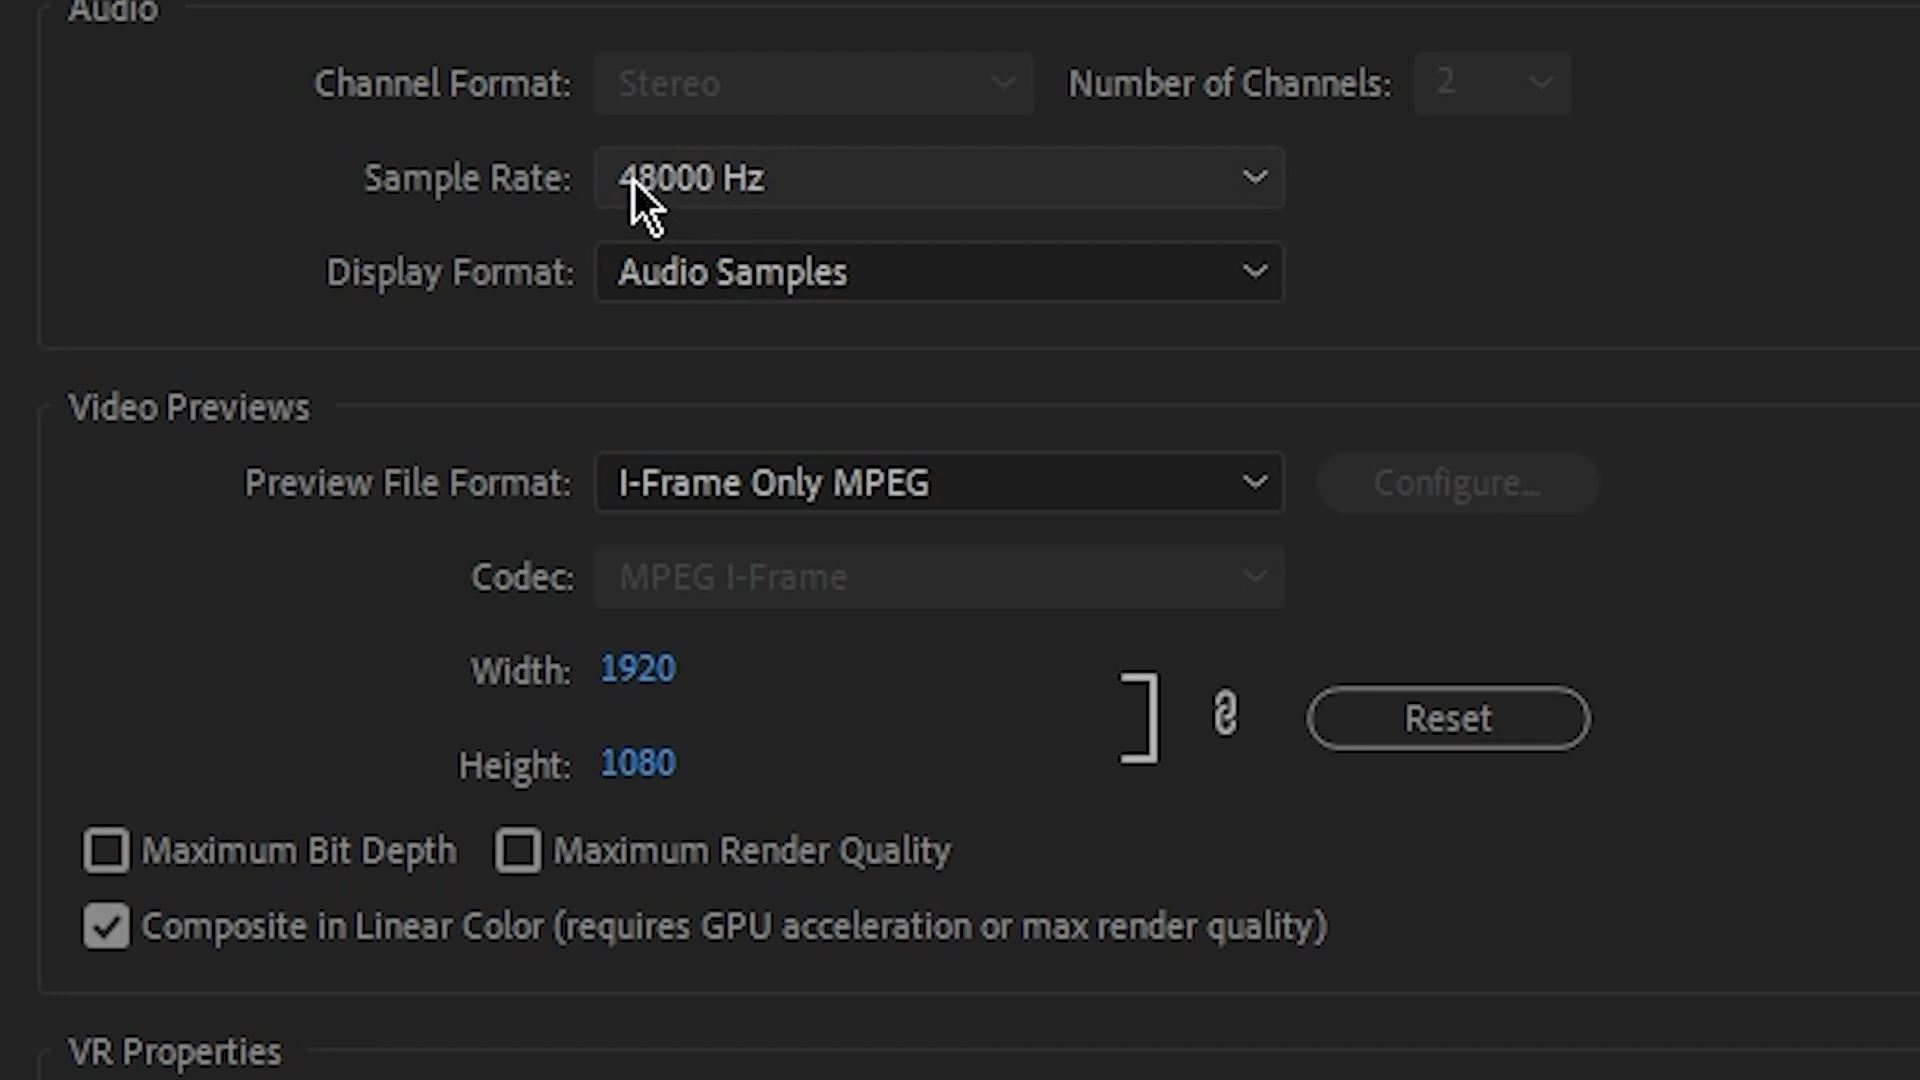 Audio
Channel Format: Stereo Number of Channels: 2
Sample Rate: 48000 Hz
Display Format: Audio Samples
Video Previews
Preview File Format: I-Frame Only MPEG Configure...
Codec: MPEG I-Frame
Width: 1920
Reset
Height: 1080
Maximum Bit Depth Maximum Render Quality
Composite in Linear Color (requires GPU acceleration or max render quality)
VR Properties